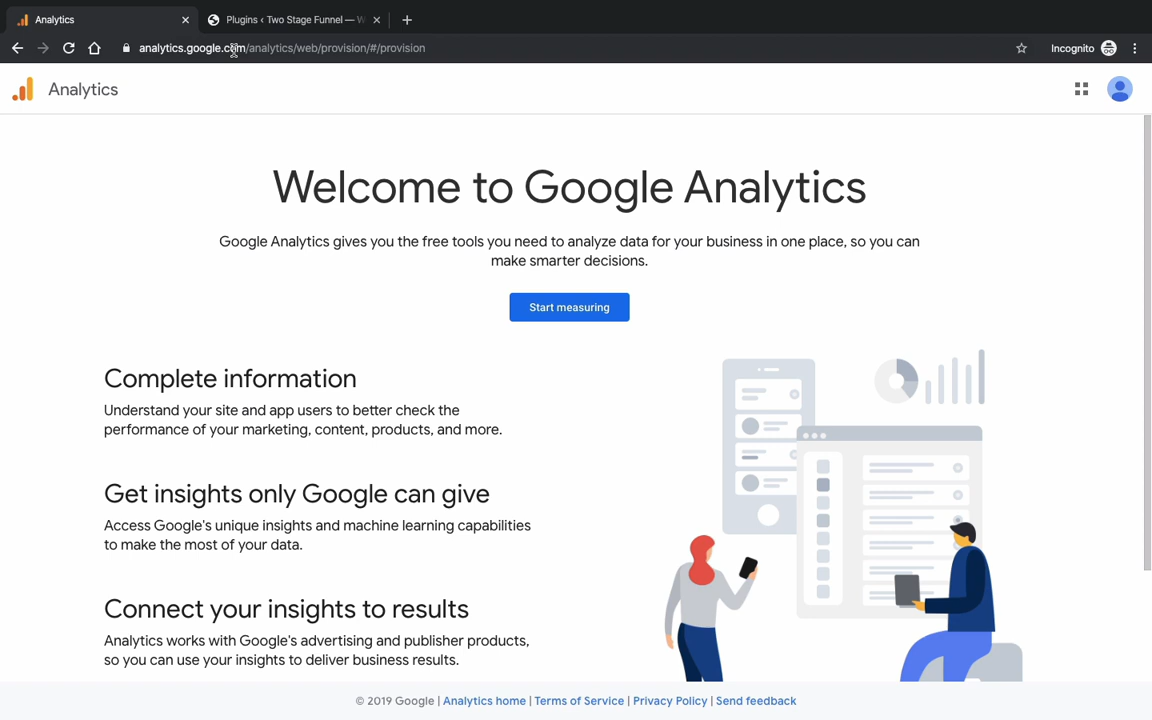 Analytics
Plugins ‹ Two Stage Funnel — W
analytics.google.com/analytics/web/provision/#/provision
Incognito
Analytics
Welcome to Google Analytics
Google Analytics gives you the free tools you need to analyze data for your business in one place, so you can
make smarter decisions.
Start measuring
Complete information
Understand your site and app users to better check the
performance of your marketing, content, products, and more.
Get insights only Google can give
Access Google's unique insights and machine learning capabilities
to make the most of your data.
Connect your insights to results
Analytics works with Google's advertising and publisher products,
so you can use your insights to deliver business results.
© 2019 Google | Analytics home | Terms of Service | Privacy Policy | Send feedback